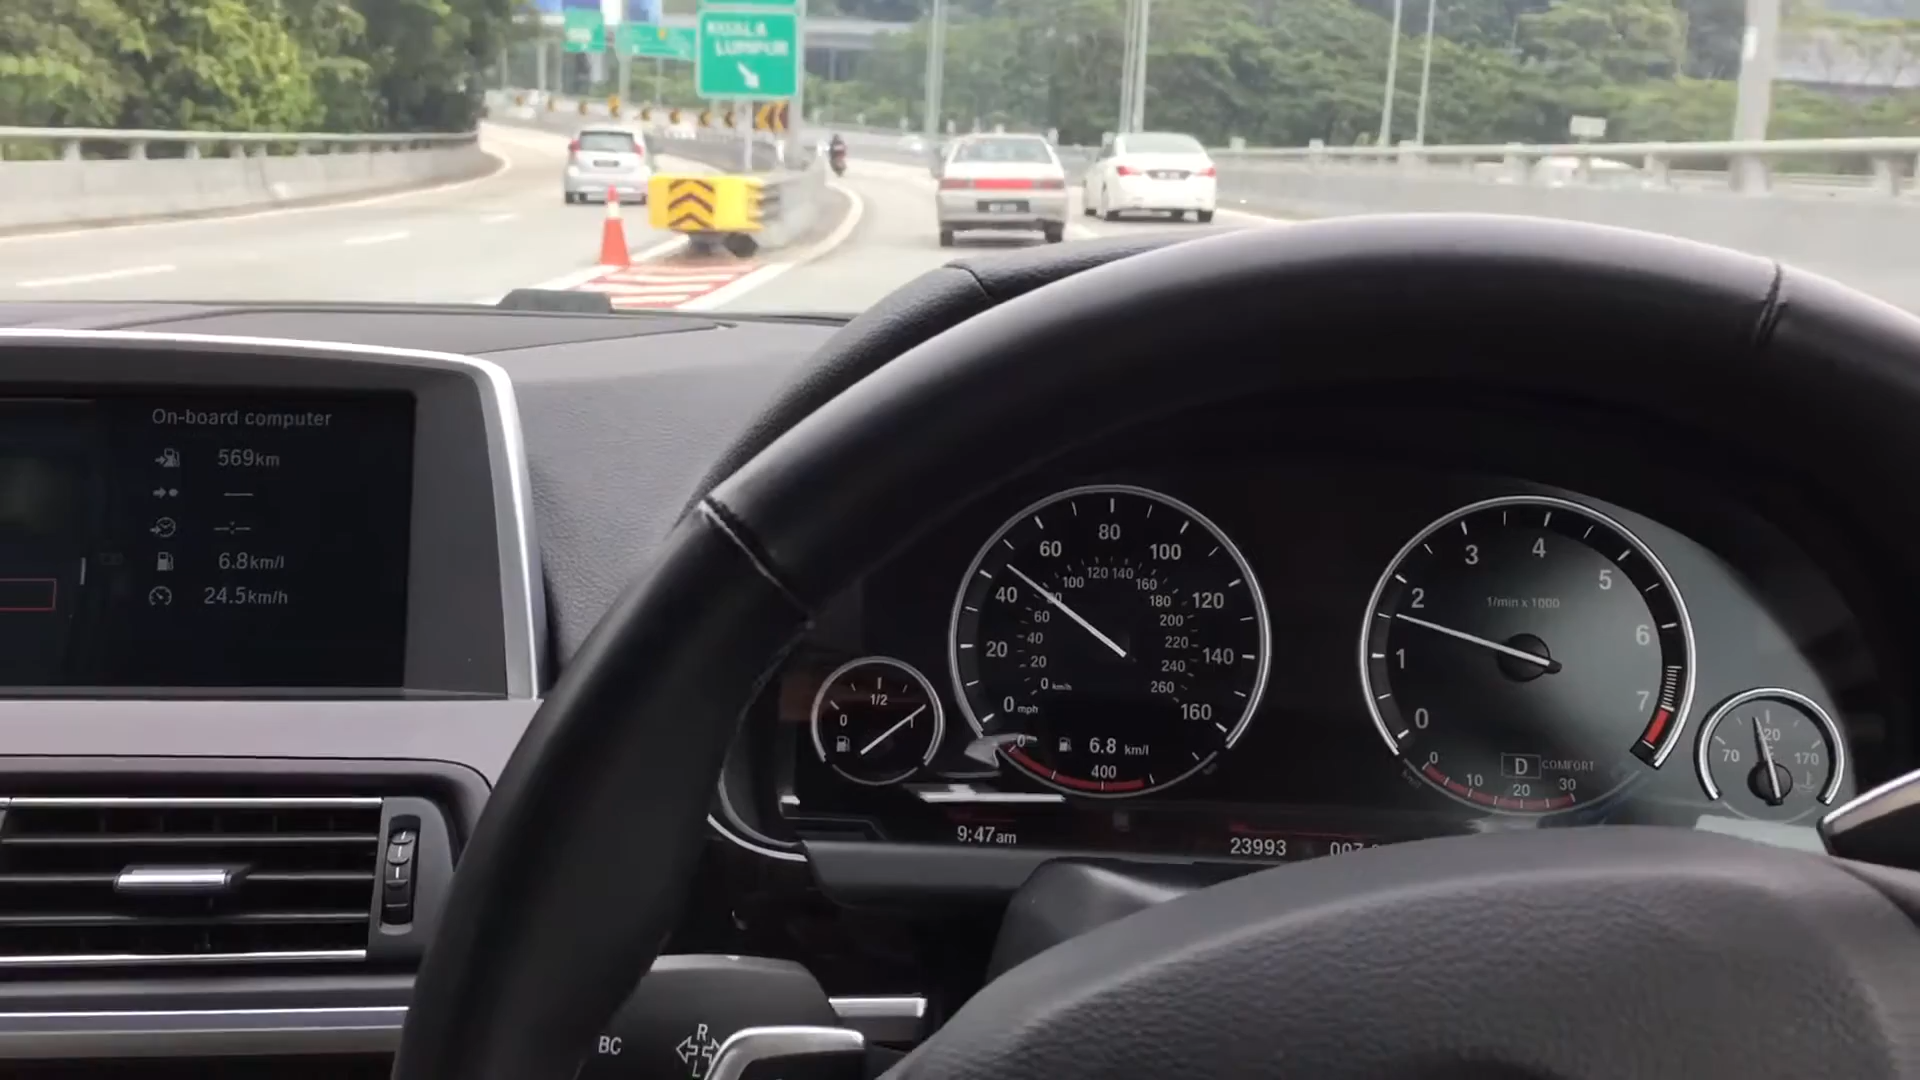 KUALA
LUMPUR
On-board computer
569km
---
--:--
6.8km/l
24.5km/h
0 20 40 60 80 100 120 140 160
mph
0 20 40 60 80 100 120 140 160 180 200 220 240 260
km/h
6.8 km/l
400
0 1/2 1
0 1 2 3 4 5 6 7
1/min x 1000
D COMFORT
0 10 20 30
70 170
9:47am
23993
BC
R
L